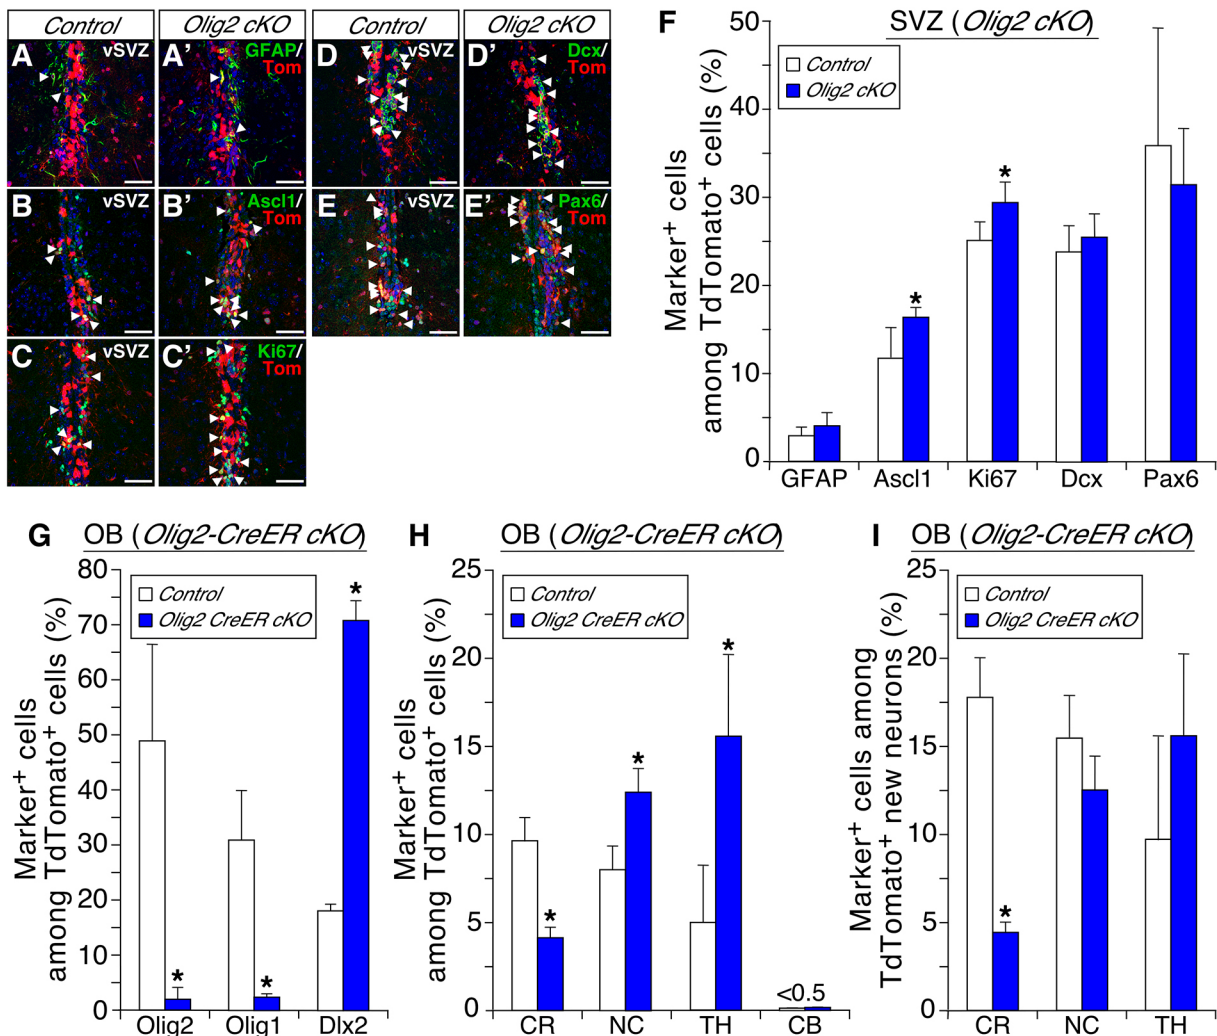 Control
Olig2 cKO
Control
Olig2 cKO
A
vSVZ
A'
GFAP/
Tom
D
vSVZ
D'
Dcx/
Tom
B
vSVZ
B'
Ascl1/
Tom
E
vSVZ
E'
Pax6/
Tom
C
vSVZ
C'
Ki67/
Tom
F
SVZ (Olig2 cKO)
Control
Olig2 cKO
Marker+ cells
among TdTomato+ cells (%)
50
40
30
20
10
0
*
*
GFAP
Ascl1
Ki67
Dcx
Pax6
G
OB (Olig2-CreER cKO)
Control
Olig2 CreER cKO
Marker+ cells
among TdTomato+ cells (%)
80
70
60
50
40
30
20
10
0
*
*
*
Olig2
Olig1
Dlx2
H
OB (Olig2-CreER cKO)
Control
Olig2 CreER cKO
Marker+ cells
among TdTomato+ cells (%)
25
20
15
10
5
0
*
*
*
<0.5
CR
NC
TH
CB
I
OB (Olig2-CreER cKO)
Control
Olig2 CreER cKO
Marker+ cells among
TdTomato+ new neurons (%)
25
20
15
10
5
0
*
CR
NC
TH